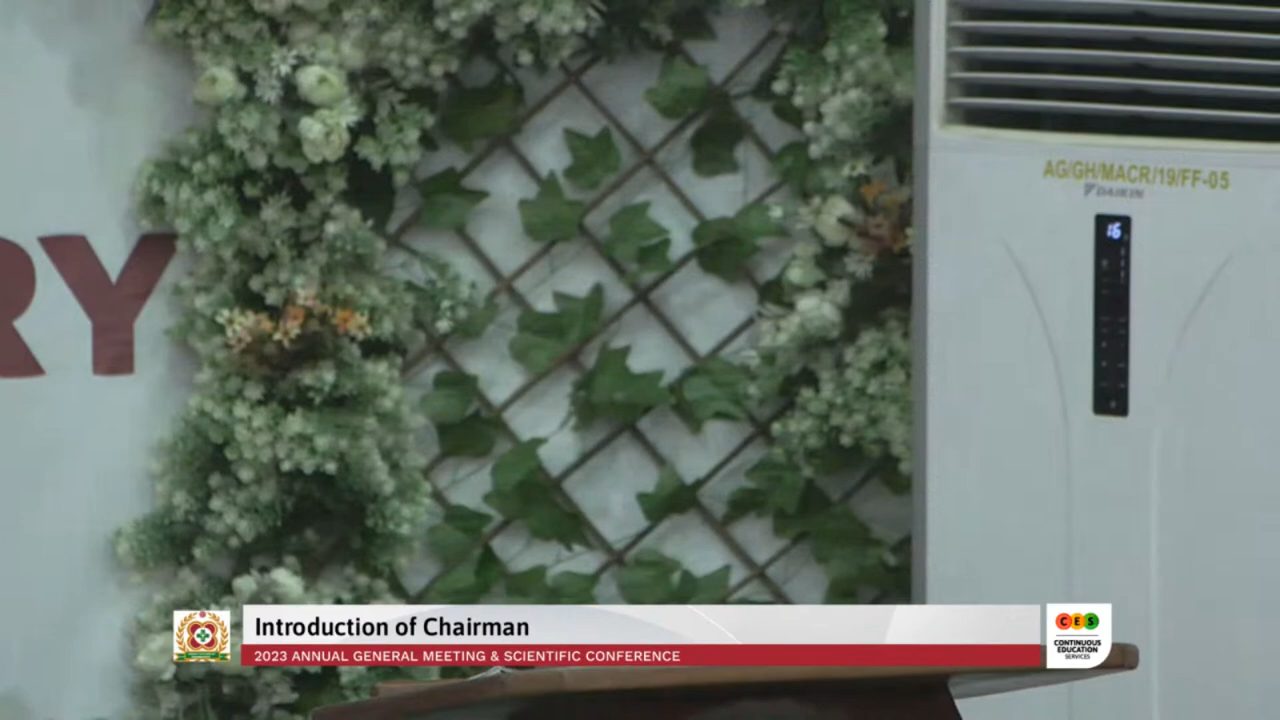 RY
AG/GH/MACR/19/FF-05
DAIKIN
16
Introduction of Chairman
2023 ANNUAL GENERAL MEETING & SCIENTIFIC CONFERENCE
CES
CONTINUOUS
EDUCATION
SERVICES